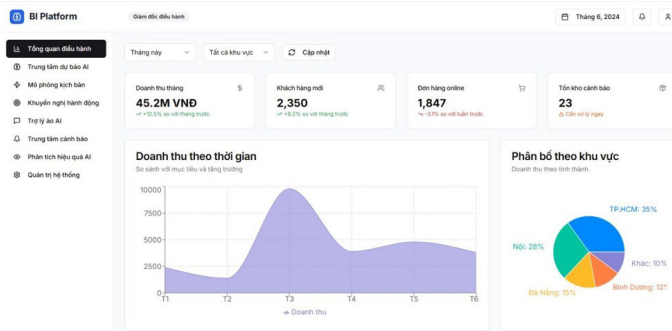 BI Platform
Giám đốc điều hành
Tháng 6, 2024
Tổng quan điều hành
Trung tâm dự báo AI
Mô phỏng kịch bản
Khuyến nghị hành động
Trợ lý ảo AI
Trung tâm cảnh báo
Phân tích hiệu quả AI
Quản trị hệ thống
Tháng này
Tất cả khu vực
Cập nhật
Doanh thu tháng
$
45.2M VNĐ
+12.5% so với tháng trước
Khách hàng mới
2,350
+8.2% so với tháng trước
Đơn hàng online
1,847
-3.1% so với tuần trước
Tồn kho cảnh báo
23
Cần xử lý ngay
Doanh thu theo thời gian
So sánh với mục tiêu và tăng trưởng
10000
7500
5000
2500
0
T1
T2
T3
T4
T5
T6
Doanh thu
Phân bổ theo khu vực
Doanh thu theo tỉnh thành
TP.HCM: 35%
Nội: 28%
Khác: 10%
Đà Nẵng: 15%
Bình Dương: 12